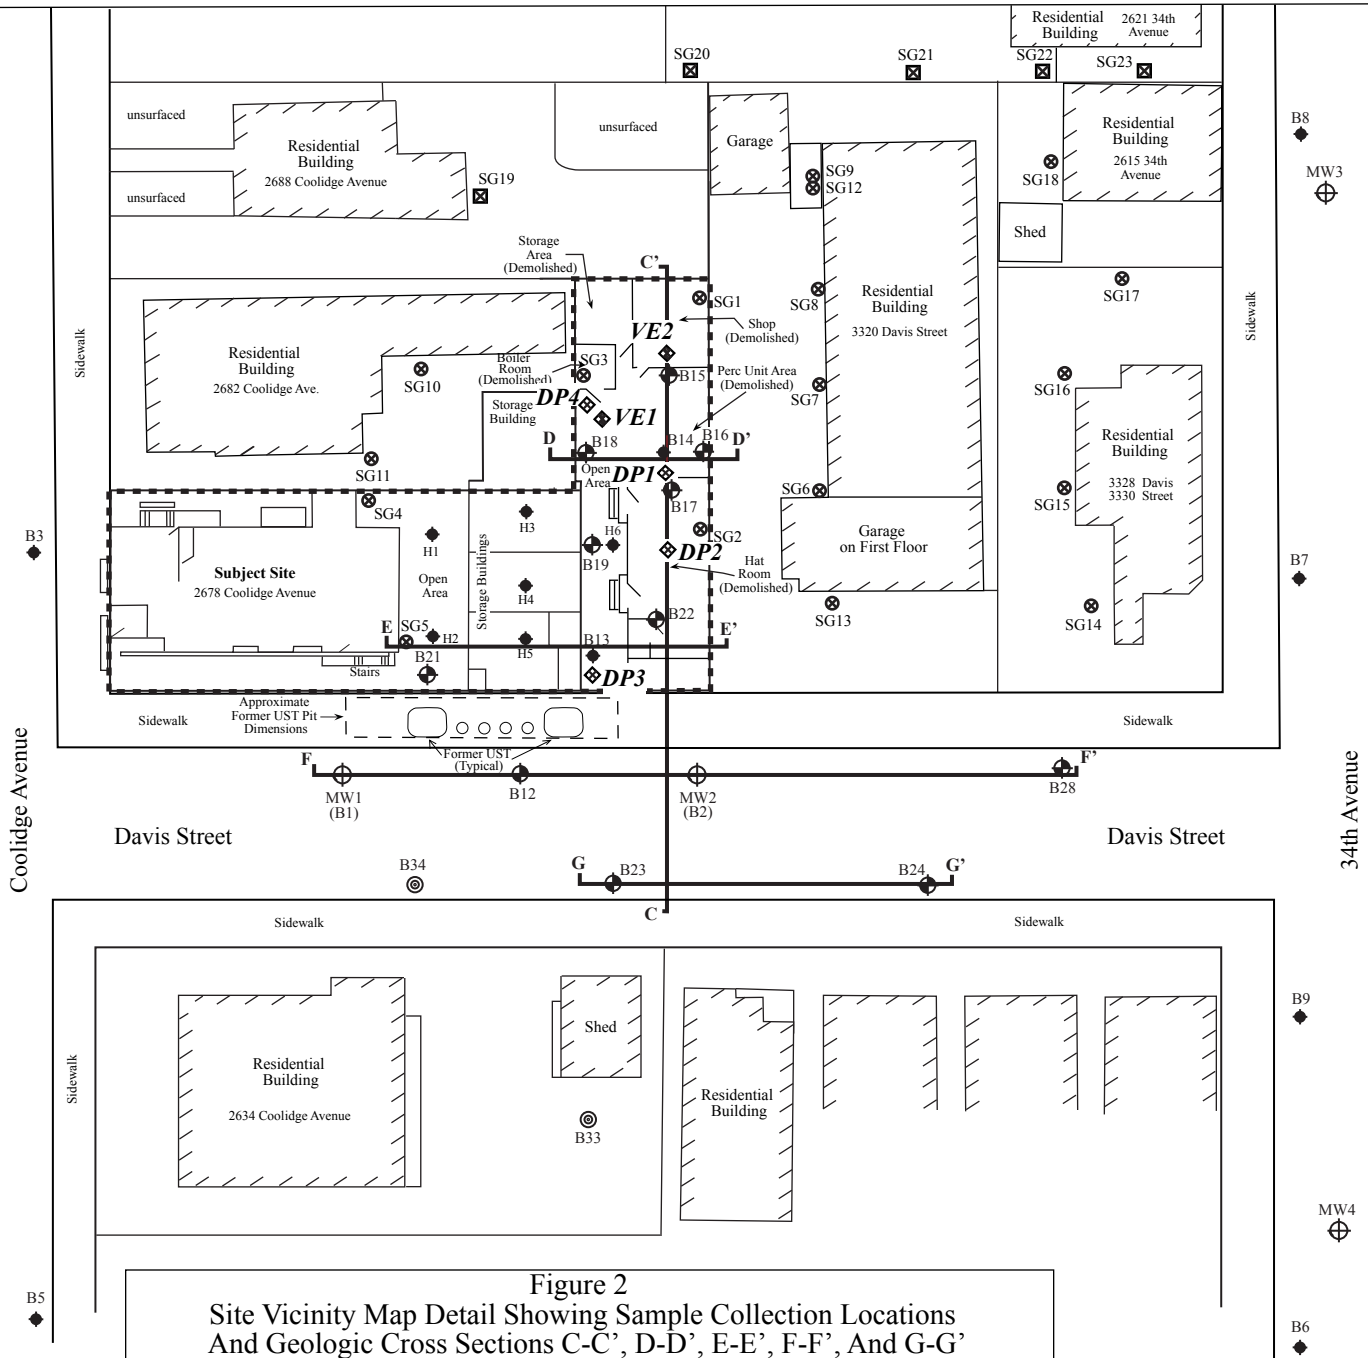 Residential
Building
2621 34th
Avenue
SG20
SG21
SG22
SG23
unsurfaced
unsurfaced
unsurfaced
Residential
Building
2688 Coolidge Avenue
SG19
Garage
SG9
SG12
Residential
Building
2615 34th
Avenue
SG18
B8
MW3
Shed
Storage
Area
(Demolished)
C’
SG1
SG8
Residential
Building
3320 Davis Street
SG17
Sidewalk
Sidewalk
Residential
Building
2682 Coolidge Ave.
SG10
VE2
Shop
(Demolished)
Boiler
Room
(Demolished)
SG3
B15
Perc Unit Area
(Demolished)
SG7
SG16
DP4
VE1
Storage
Building
D
B18
B14
B16
D’
SG11
Open
Area
DP1
B17
SG6
SG15
Residential
Building
3328 Davis
3330 Street
SG4
H3
H1
B3
Subject Site
2678 Coolidge Avenue
Open
Area
Storage Buildings
H6
B19
SG2
DP2
Hat
Room
(Demolished)
Garage
on First Floor
B7
H4
B22
SG13
SG14
E
SG5
H2
H5
B13
E’
B21
Stairs
DP3
Approximate
Former UST Pit
Dimensions
Sidewalk
Sidewalk
Former UST
(Typical)
F
F’
MW1
(B1)
B12
MW2
(B2)
B28
Coolidge Avenue
Davis Street
Davis Street
34th Avenue
B34
G
B23
B24
G’
C
Sidewalk
Sidewalk
Sidewalk
Residential
Building
2634 Coolidge Avenue
Shed
B33
Residential
Building
B9
MW4
B5
B6
Figure 2
Site Vicinity Map Detail Showing Sample Collection Locations
And Geologic Cross Sections C-C’, D-D’, E-E’, F-F’, And G-G’